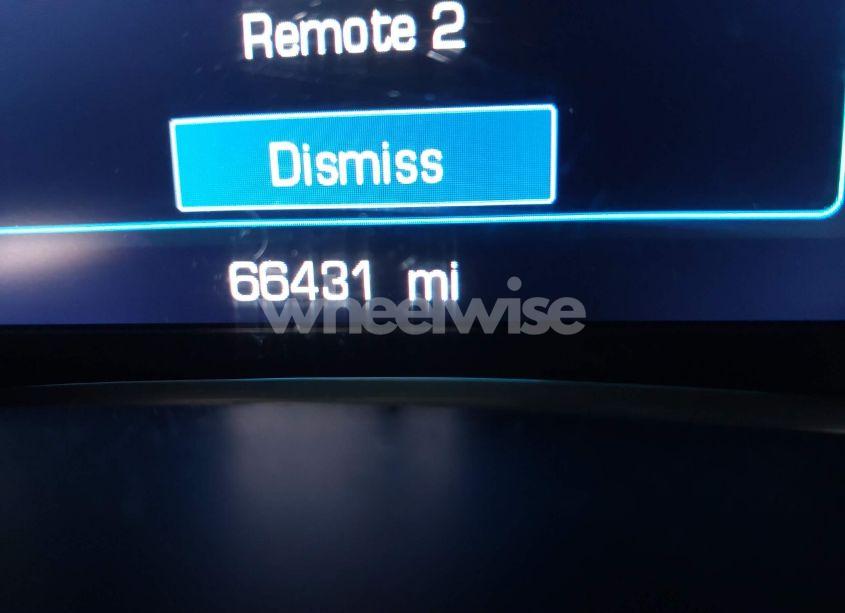 Remote 2
Dismiss
66431 mi
wheelwise